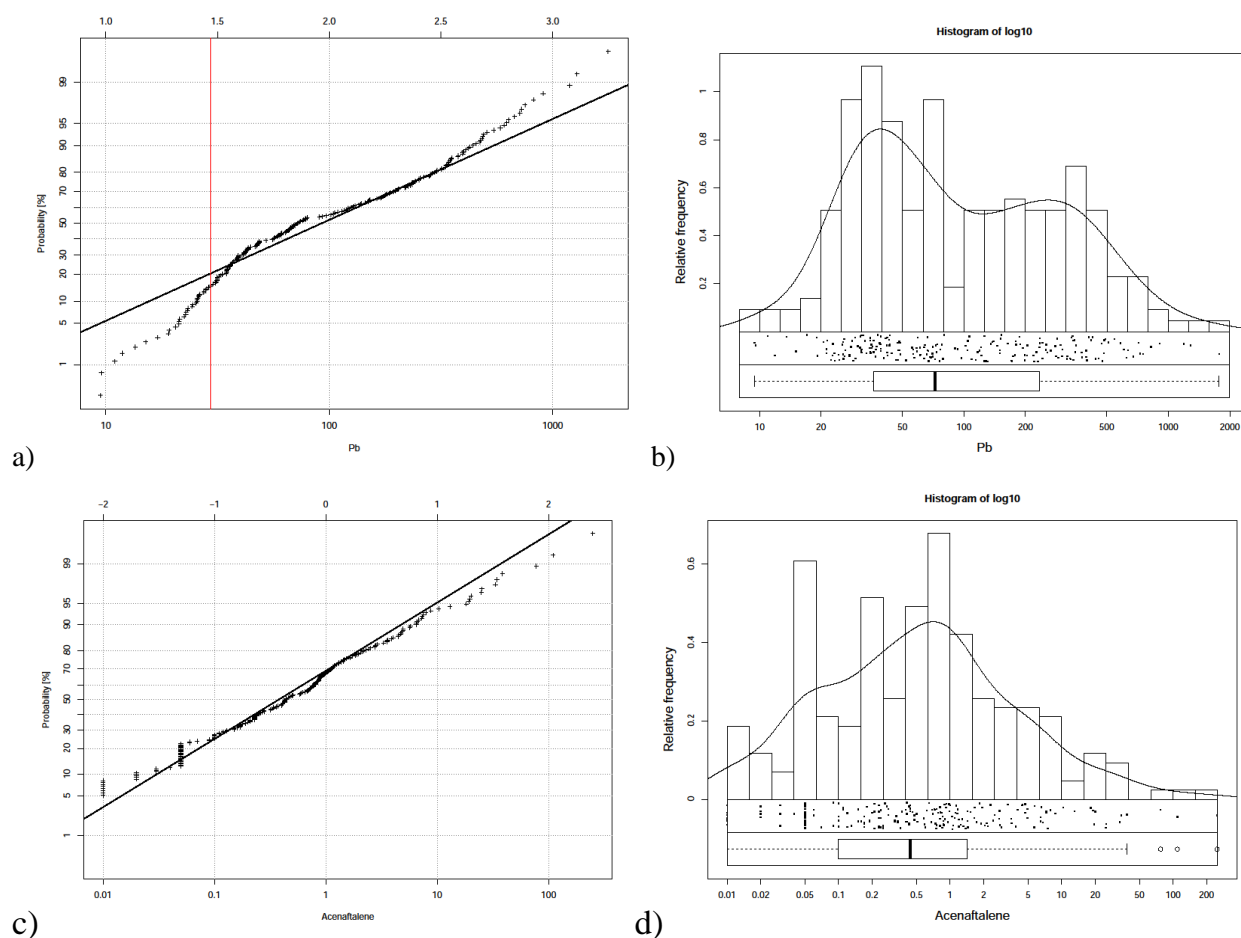 1.0 1.5 2.0 2.5 3.0
Probability [%]
99
95
90
80
70
50
30
20
10
5
1
10 100 1000
Pb
a)
Histogram of log10
Relative frequency
1
0.8
0.6
0.4
0.2
10 20 50 100 200 500 1000 2000
Pb
b)
−2 −1 0 1 2
Probability [%]
99
95
90
80
70
50
30
20
10
5
1
0.01 0.1 1 10 100
Acenaftalene
c)
Histogram of log10
Relative frequency
0.6
0.4
0.2
0
0.01 0.02 0.05 0.1 0.2 0.5 1 2 5 10 20 50 100 200
Acenaftalene
d)